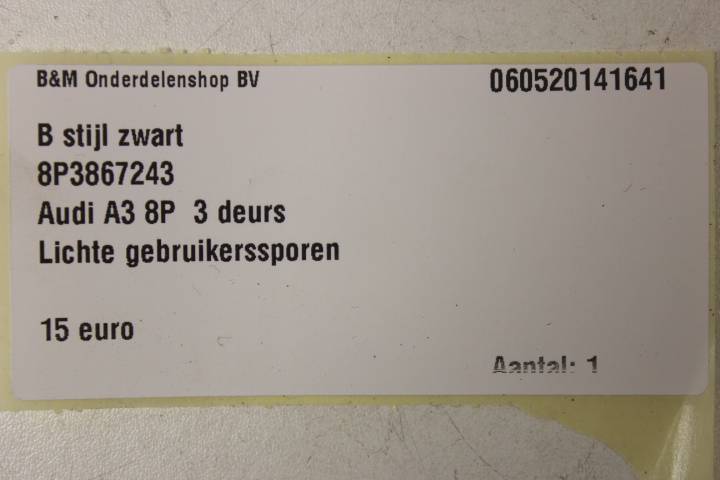 B&M Onderdelenshop BV
060520141641
B stijl zwart
8P3867243
Audi A3 8P 3 deurs
Lichte gebruikerssporen
15 euro
Aantal: 1